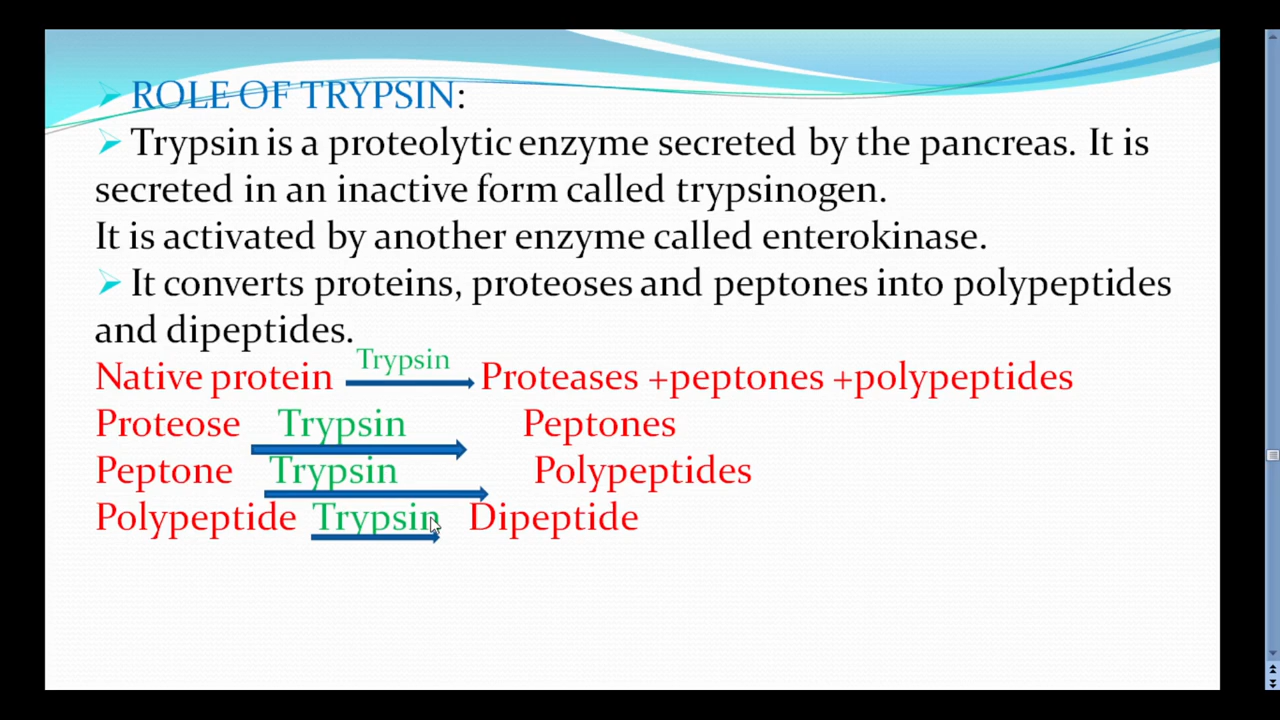 ROLE OF TRYPSIN:
Trypsin is a proteolytic enzyme secreted by the pancreas. It is
secreted in an inactive form called trypsinogen.
It is activated by another enzyme called enterokinase.
It converts proteins, proteoses and peptones into polypeptides
and dipeptides.
Native protein Trypsin Proteases +peptones +polypeptides
Proteose Trypsin Peptones
Peptone Trypsin Polypeptides
Polypeptide Trypsin Dipeptide